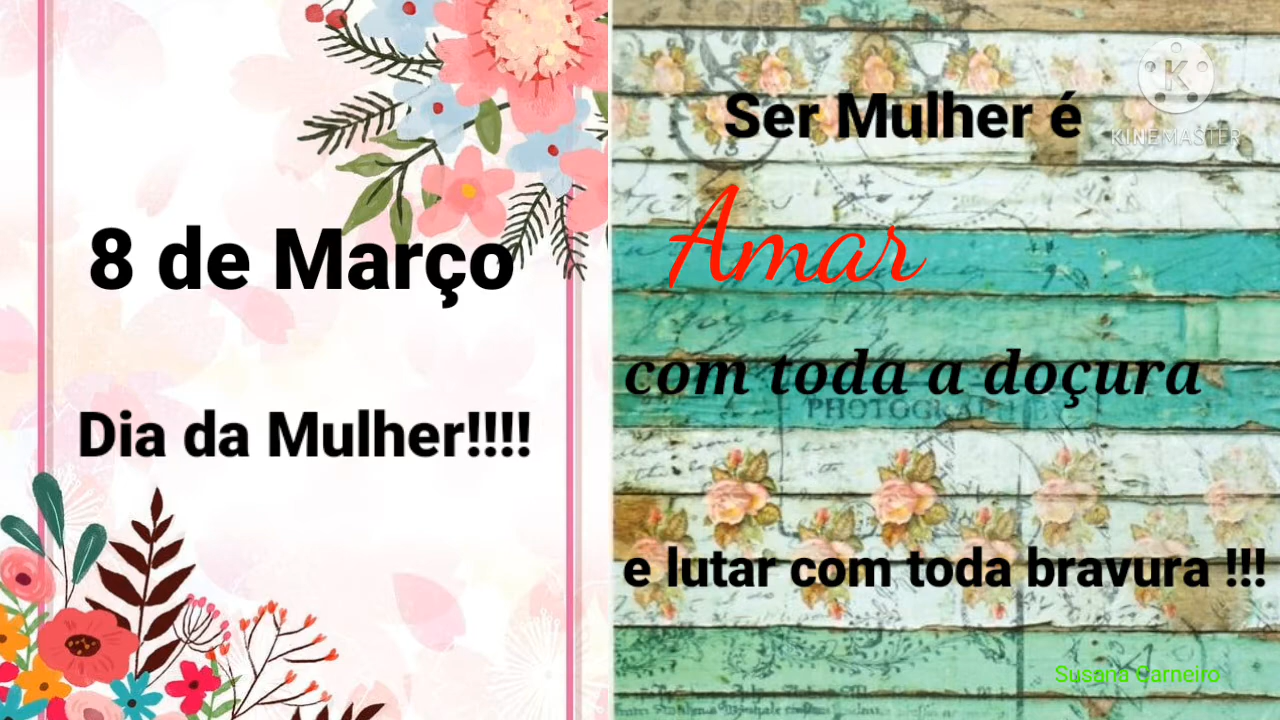 8 de Março
Dia da Mulher!!!!
Ser Mulher é
KINEMASTER
Amar
com toda a doçura
PHOTOGRAPH
e lutar com toda bravura !!!
Susana Carneiro